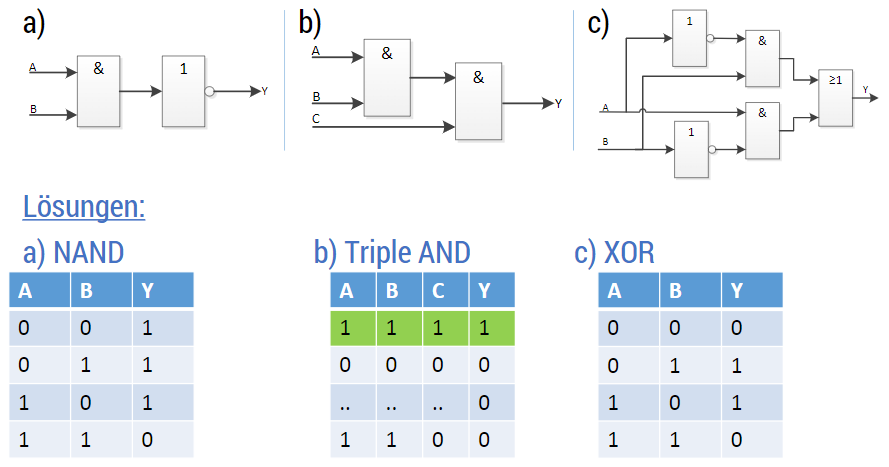 a)
A
B
&
1
Y
b)
A
B
C
&
&
Y
c)
A
B
1
&
1
&
≥1
Y
Lösungen:
a) NAND
A B Y
0 0 1
0 1 1
1 0 1
1 1 0
b) Triple AND
A B C Y
1 1 1 1
0 0 0 0
.. .. .. 0
1 1 0 0
c) XOR
A B Y
0 0 0
0 1 1
1 0 1
1 1 0